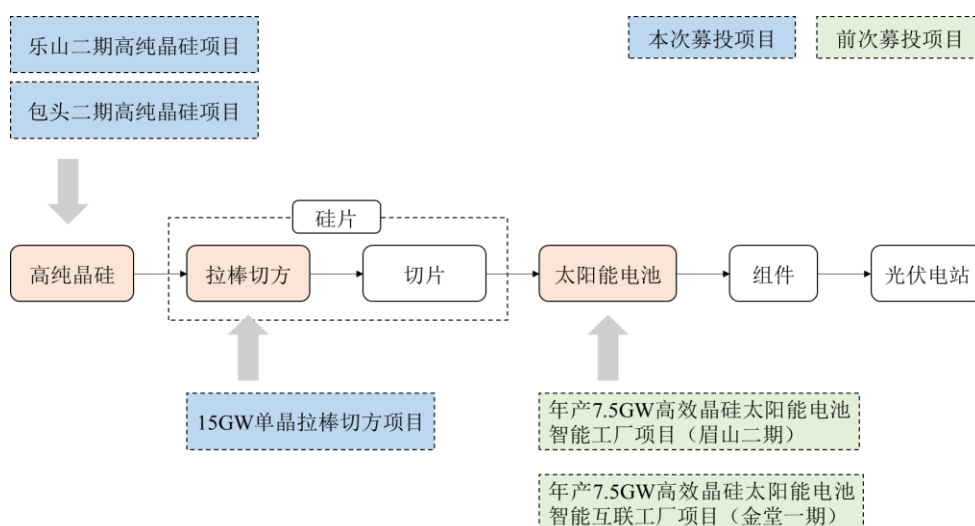 乐山二期高纯晶硅项目
包头二期高纯晶硅项目
本次募投项目
前次募投项目
硅片
高纯晶硅
拉棒切方
切片
太阳能电池
组件
光伏电站
15GW单晶拉棒切方项目
年产7.5GW高效晶硅太阳能电池
智能工厂项目（眉山二期）
年产7.5GW高效晶硅太阳能电池
智能互联工厂项目（金堂一期）